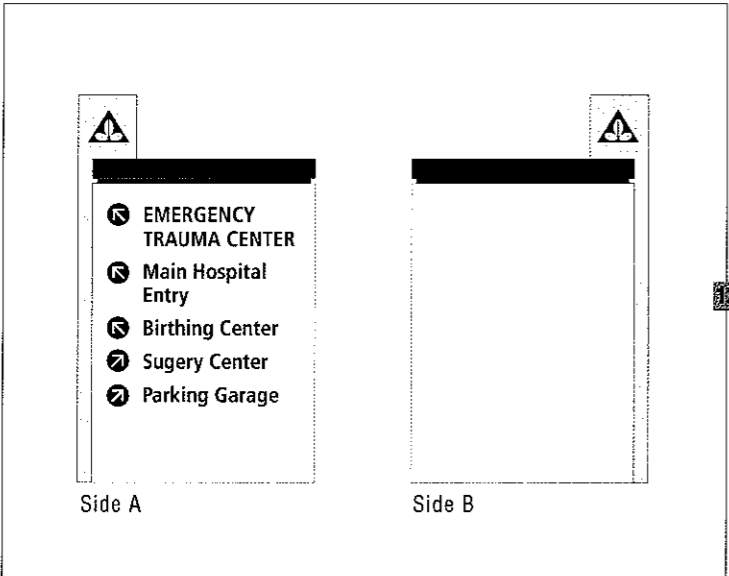 EMERGENCY
TRAUMA CENTER
Main Hospital
Entry
Birthing Center
Sugery Center
Parking Garage
Side A
Side B